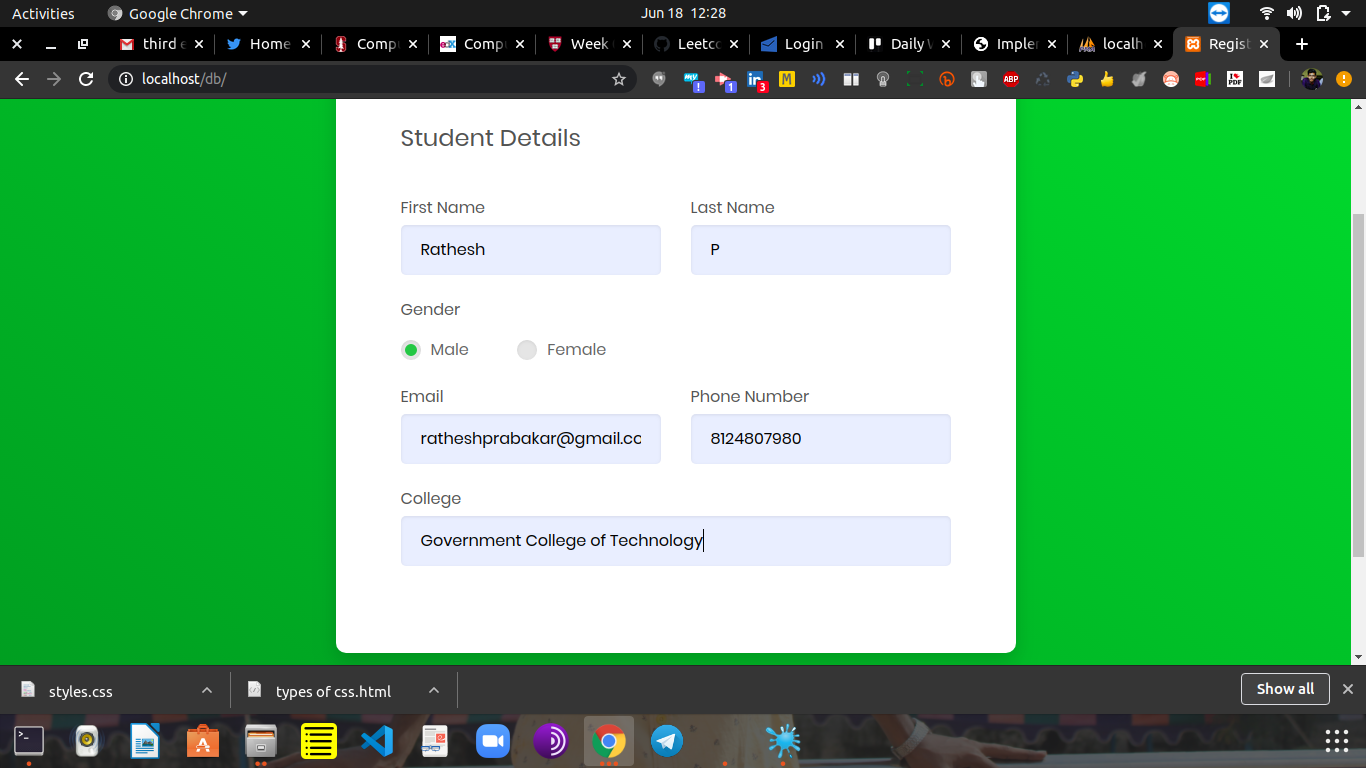 Activities Google Chrome Jun 18 12:28
third e Home Compu Compu Week Leetco Login Daily W Impler localh Regist
localhost/db/
Student Details
First Name Last Name
Rathesh P
Gender
Male Female
Email Phone Number
ratheshprabakar@gmail.cc 8124807980
College
Government College of Technology
styles.css types of css.html Show all